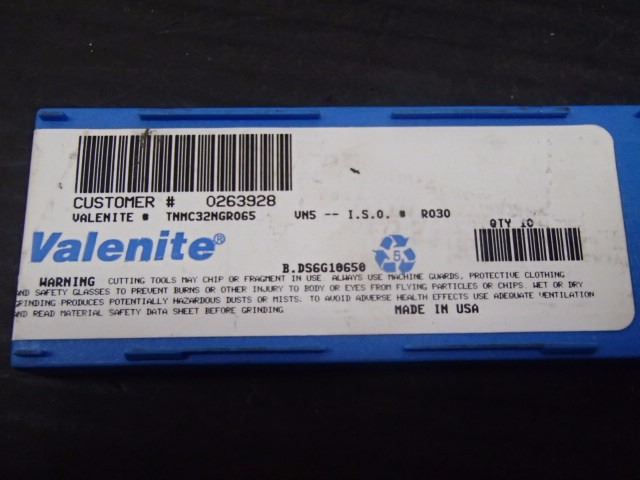 CUSTOMER # 0263928
VALENITE # TNMC32NGR065 VN5 -- I.S.O. # R030
QTY 10
Valenite®
B.DS6G10650
5
WARNING CUTTING TOOLS MAY CHIP OR FRAGMENT IN USE. ALWAYS USE MACHINE GUARDS, PROTECTIVE CLOTHING
AND SAFETY GLASSES TO PREVENT BURNS OR OTHER INJURY TO BODY OR EYES FROM FLYING PARTICLES OR CHIPS. WET OR DRY
GRINDING PRODUCES POTENTIALLY HAZARDOUS DUSTS OR MISTS. TO AVOID ADVERSE HEALTH EFFECTS USE ADEQUATE VENTILATION
AND READ MATERIAL SAFETY DATA SHEET BEFORE GRINDING
MADE IN USA